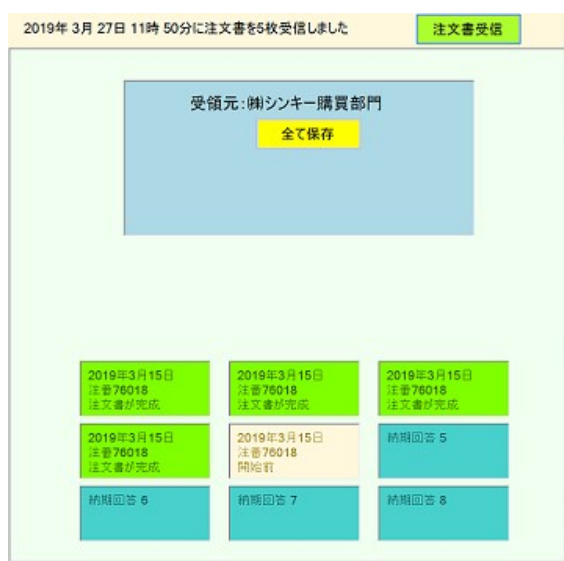 2019年 3月 27日 11時 50分に注文書を5枚受信しました
注文書受信
受領元:㈱シンキー購買部門
全て保存
2019年3月15日
注番76018
注文書が完成
2019年3月15日
注番76018
注文書が完成
2019年3月15日
注番76018
注文書が完成
2019年3月15日
注番76018
注文書が完成
2019年3月15日
注番76018
開始前
納期回答 5
納期回答 6
納期回答 7
納期回答 8